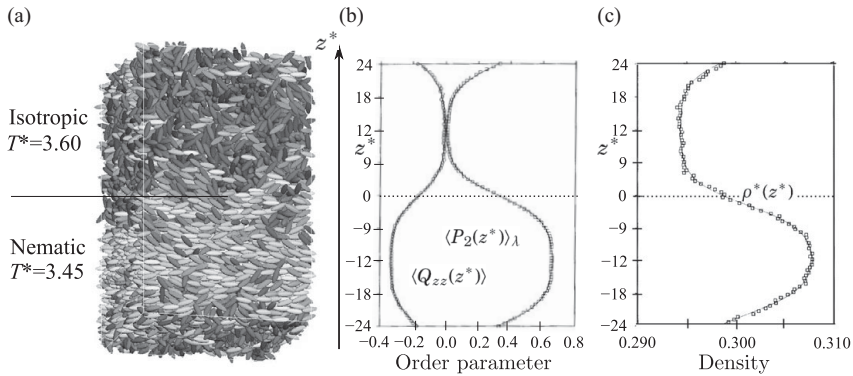 (a)
Isotropic
T*=3.60
Nematic
T*=3.45
z*
(b)
z*
24
18
12
9
0
−9
−12
−18
−24
⟨P₂(z*)⟩λ
⟨Qzz(z*)⟩
−0.4 −0.2 0.0 0.2 0.4 0.6 0.8
Order parameter
(c)
z*
24
18
12
9
0
−9
−12
−18
−24
ρ*(z*)
0.290 0.300 0.310
Density